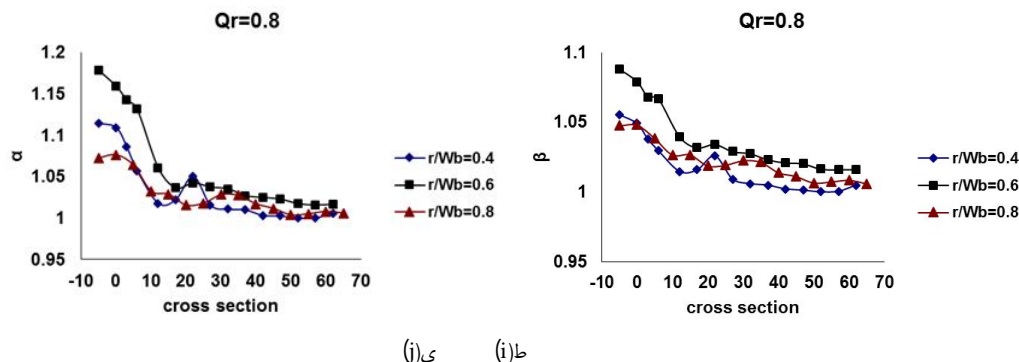 Qr=0.8
α
1.2
1.15
1.1
1.05
1
0.95
-10 0 10 20 30 40 50 60 70
cross section
r/Wb=0.4
r/Wb=0.6
r/Wb=0.8
Qr=0.8
β
1.1
1.05
1
0.95
-10 0 10 20 30 40 50 60 70
cross section
r/Wb=0.4
r/Wb=0.6
r/Wb=0.8
(j)ی (i)ط